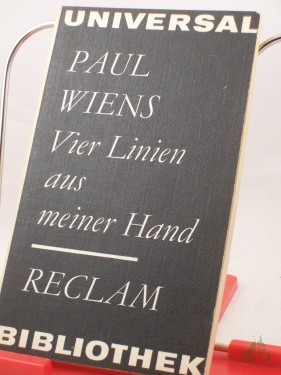 UNIVERSAL
PAUL
WIENS
Vier Linien
aus
meiner Hand
RECLAM
BIBLIOTHEK